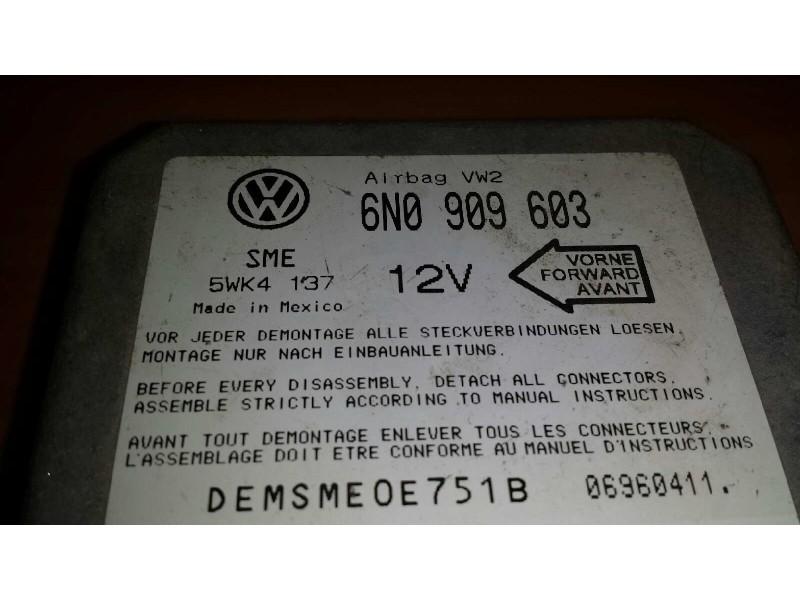 Airbag VW2
6N0 909 603
SME
5WK4 137
12V
VORNE
FORWARD
AVANT
Made in Mexico
VOR JEDER DEMONTAGE ALLE STECKVERBINDUNGEN LOESEN.
MONTAGE NUR NACH EINBAUANLEITUNG.
BEFORE EVERY DISASSEMBLY, DETACH ALL CONNECTORS.
ASSEMBLE STRICTLY ACCORDING TO MANUAL INSTRUCTIONS.
AVANT TOUT DEMONTAGE ENLEVER TOUS LES CONNECTEURS.
L'ASSEMBLAGE DOIT ETRE CONFORME AU MANUEL D'INSTRUCTIONS
DEMSME0E751B 06960411.